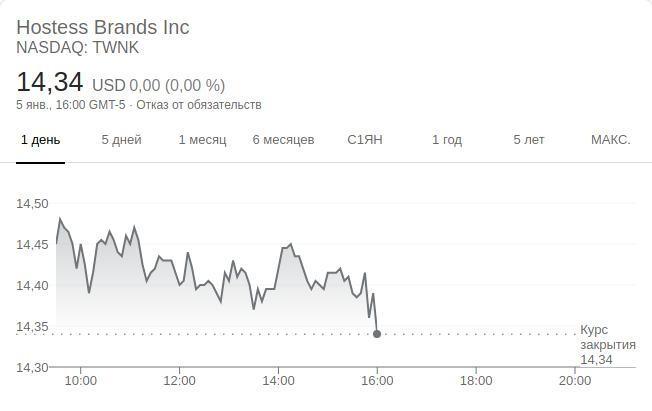 Hostess Brands Inc
NASDAQ: TWNK
14,34 USD 0,00 (0,00 %)
5 янв., 16:00 GMT-5 · Отказ от обязательств
1 день 5 дней 1 месяц 6 месяцев С1ЯН 1 год 5 лет МАКС.
14,50
14,45
14,40
14,35
14,30
Курс
закрытия
14,34
10:00 12:00 14:00 16:00 18:00 20:00